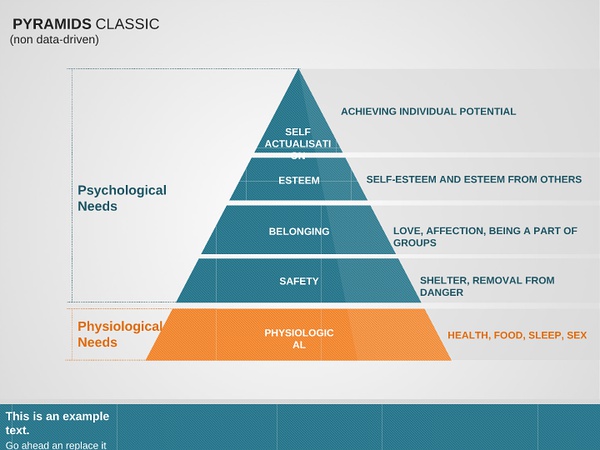 PYRAMIDS CLASSIC
(non data-driven)
ACHIEVING INDIVIDUAL POTENTIAL
SELF
ACTUALISATI
ON
ESTEEM
SELF-ESTEEM AND ESTEEM FROM OTHERS
Psychological
Needs
BELONGING
LOVE, AFFECTION, BEING A PART OF
GROUPS
SAFETY
SHELTER, REMOVAL FROM
DANGER
Physiological
Needs
PHYSIOLOGIC
AL
HEALTH, FOOD, SLEEP, SEX
This is an example
text.
Go ahead an replace it